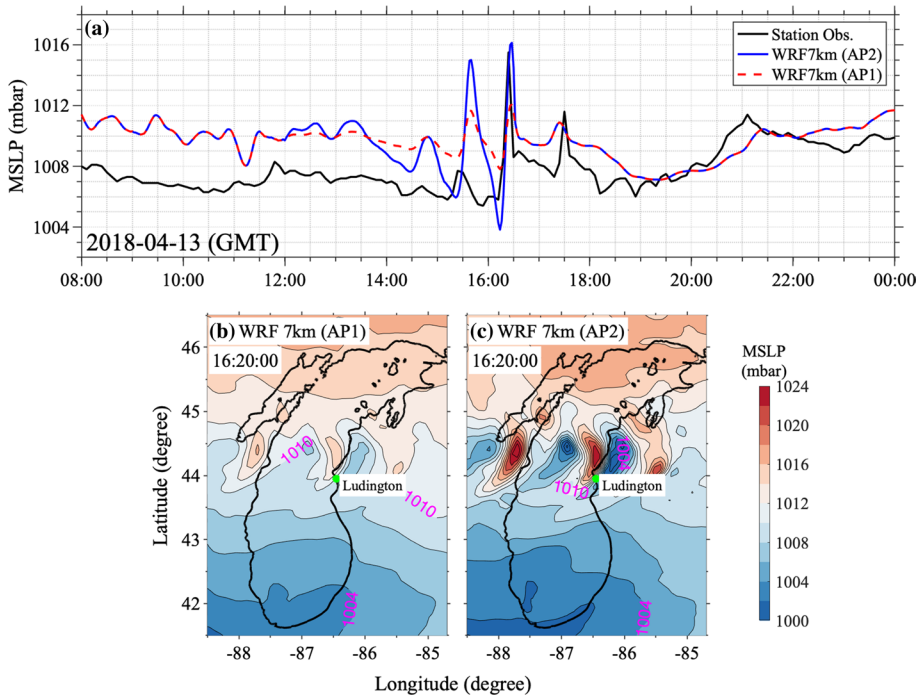 (a)
Station Obs.
WRF7km (AP2)
WRF7km (AP1)
MSLP (mbar)
1016
1012
1008
1004
2018-04-13 (GMT)
08:00 10:00 12:00 14:00 16:00 18:00 20:00 22:00 00:00
(b) WRF 7km (AP1)
16:20:00
1010
Ludington
1010
1004
(c) WRF 7km (AP2)
16:20:00
1004
1010
Ludington
1004
Latitude (degree)
46
45
44
43
42
-88 -87 -86 -85
-88 -87 -86 -85
Longitude (degree)
MSLP
(mbar)
1024
1020
1016
1012
1008
1004
1000